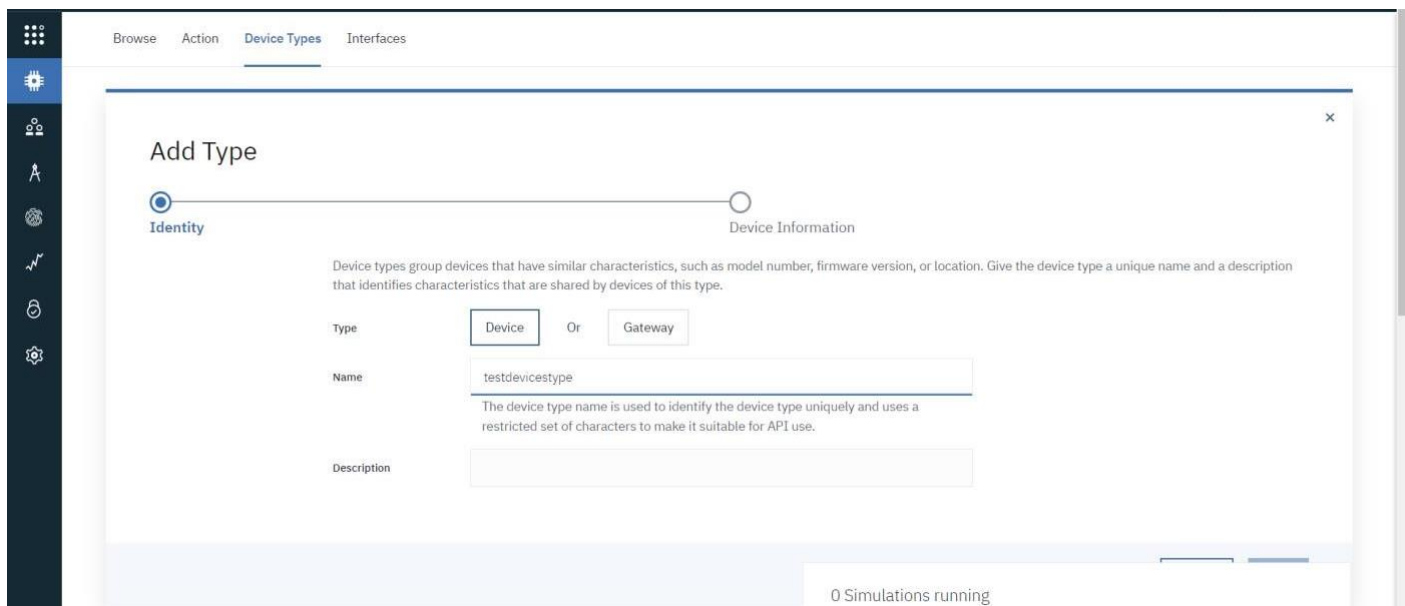 Browse Action Device Types Interfaces
×
Add Type
Identity Device Information
Device types group devices that have similar characteristics, such as model number, firmware version, or location. Give the device type a unique name and a description
that identifies characteristics that are shared by devices of this type.
Type Device Or Gateway
Name testdevicestype
The device type name is used to identify the device type uniquely and uses a
restricted set of characters to make it suitable for API use.
Description
0 Simulations running